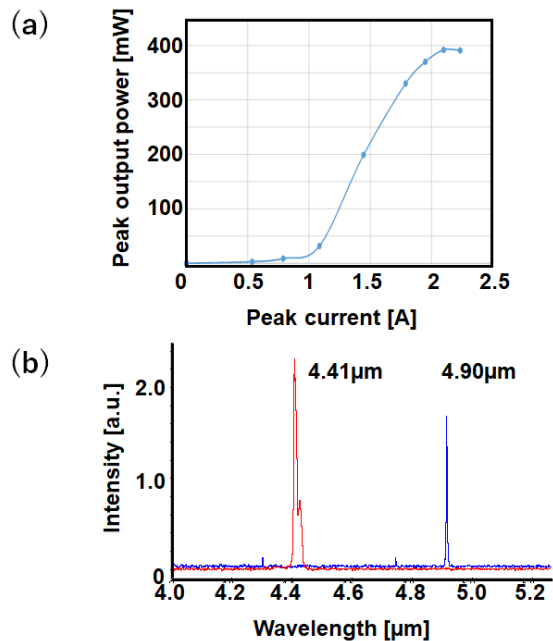 (a)
Peak output power [mW]
400
300
200
100
0 0.5 1 1.5 2 2.5
Peak current [A]
(b)
4.41μm 4.90μm
Intensity [a.u.]
2.0
1.0
0
4.0 4.2 4.4 4.6 4.8 5.0 5.2
Wavelength [μm]